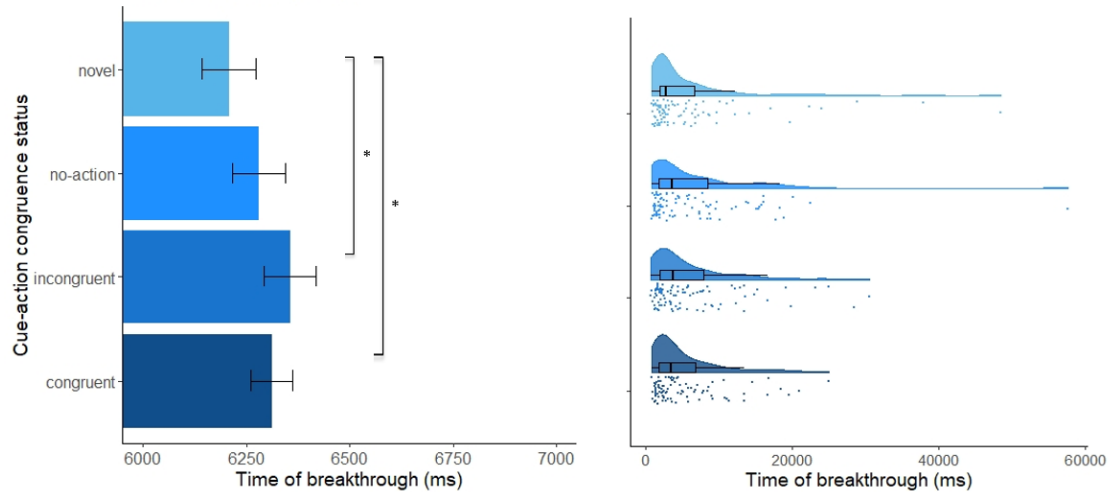 Cue-action congruence status
novel
no-action
incongruent
congruent
*
*
6000 6250 6500 6750 7000
Time of breakthrough (ms)
0 20000 40000 60000
Time of breakthrough (ms)